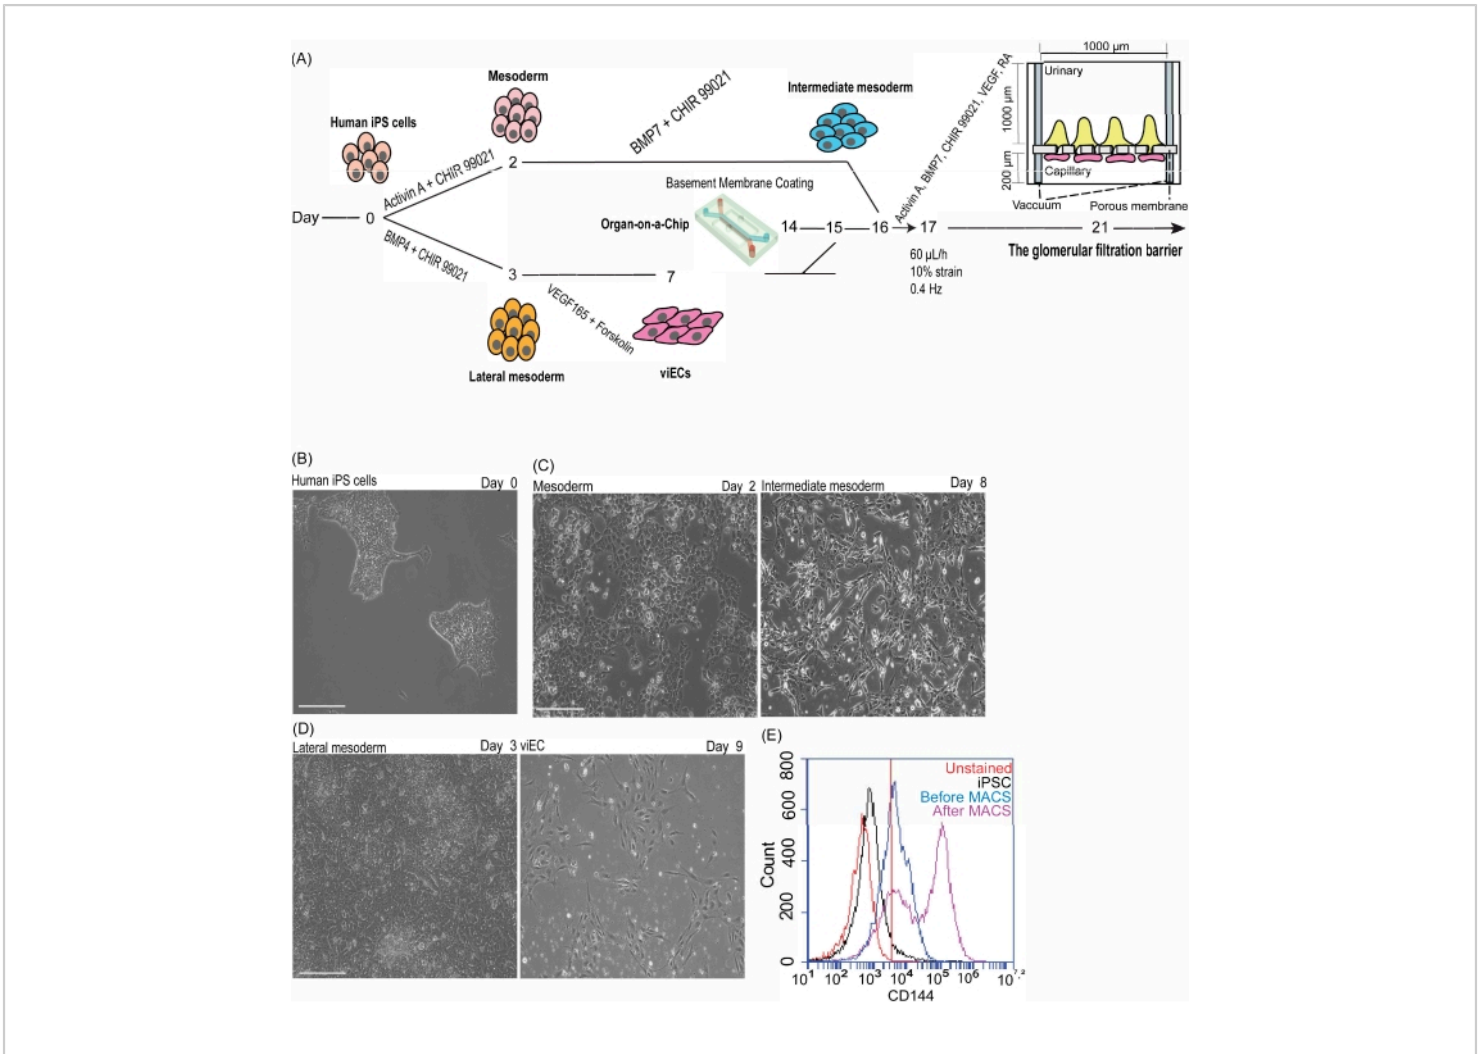 (A)
Human iPS cells
Mesoderm
Intermediate mesoderm
Activin A + CHIR 99021
BMP7 + CHIR 99021
Activin A, BMP7, CHIR 99021, VEGF, RA
1000 µm
Urinary
1000 µm
200 µm
Capillary
Vaccuum
Porous membrane
Basement Membrane Coating
Organ-on-a-Chip
Day
0
2
14
15
16
17
21
BMP4 + CHIR 99021
3
7
60 µL/h
10% strain
0.4 Hz
The glomerular filtration barrier
VEGF165 + Forskolin
Lateral mesoderm
viECs
(B)
Human iPS cells Day 0
(C)
Mesoderm Day 2
Intermediate mesoderm Day 8
(D)
Lateral mesoderm Day 3
viEC Day 9
(E)
Unstained
iPSC
Before MACS
After MACS
Count
800
600
400
200
0
10¹ 10² 10³ 10⁴ 10⁵ 10⁶ 10⁷·²
CD144